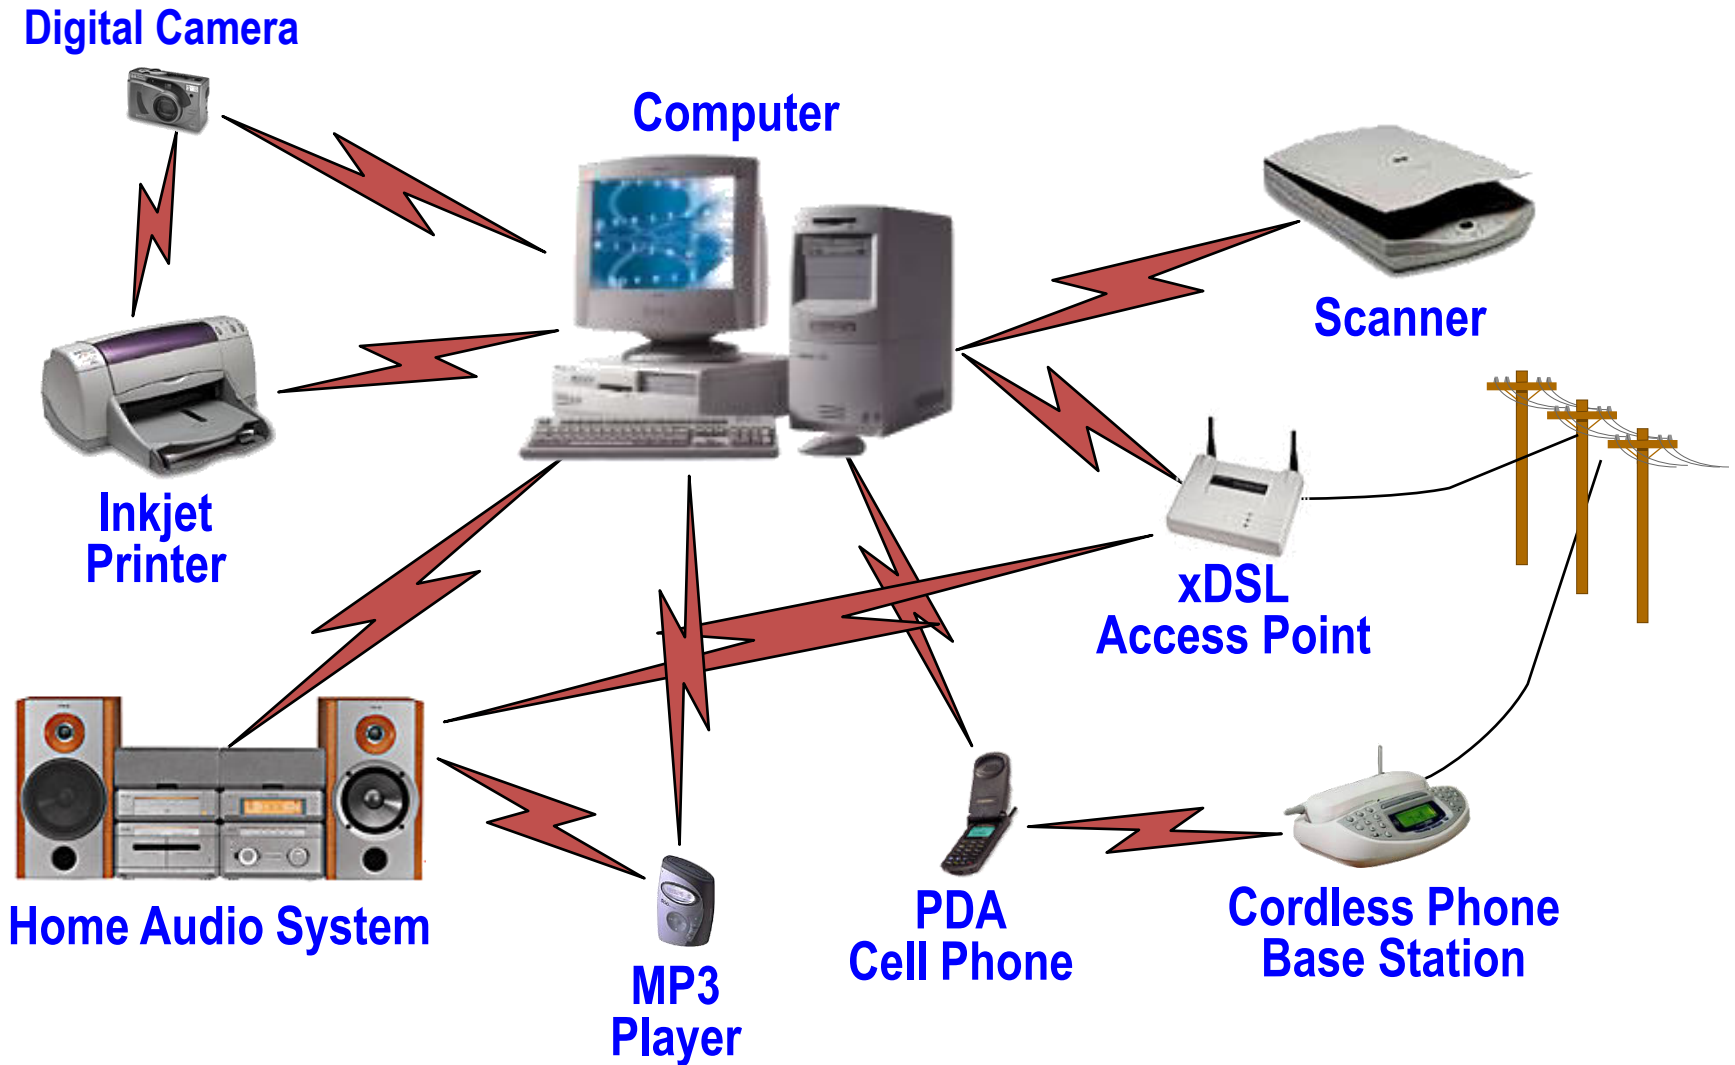 Digital Camera
Computer
Scanner
Inkjet
Printer
xDSL
Access Point
Home Audio System
MP3
Player
PDA
Cell Phone
Cordless Phone
Base Station